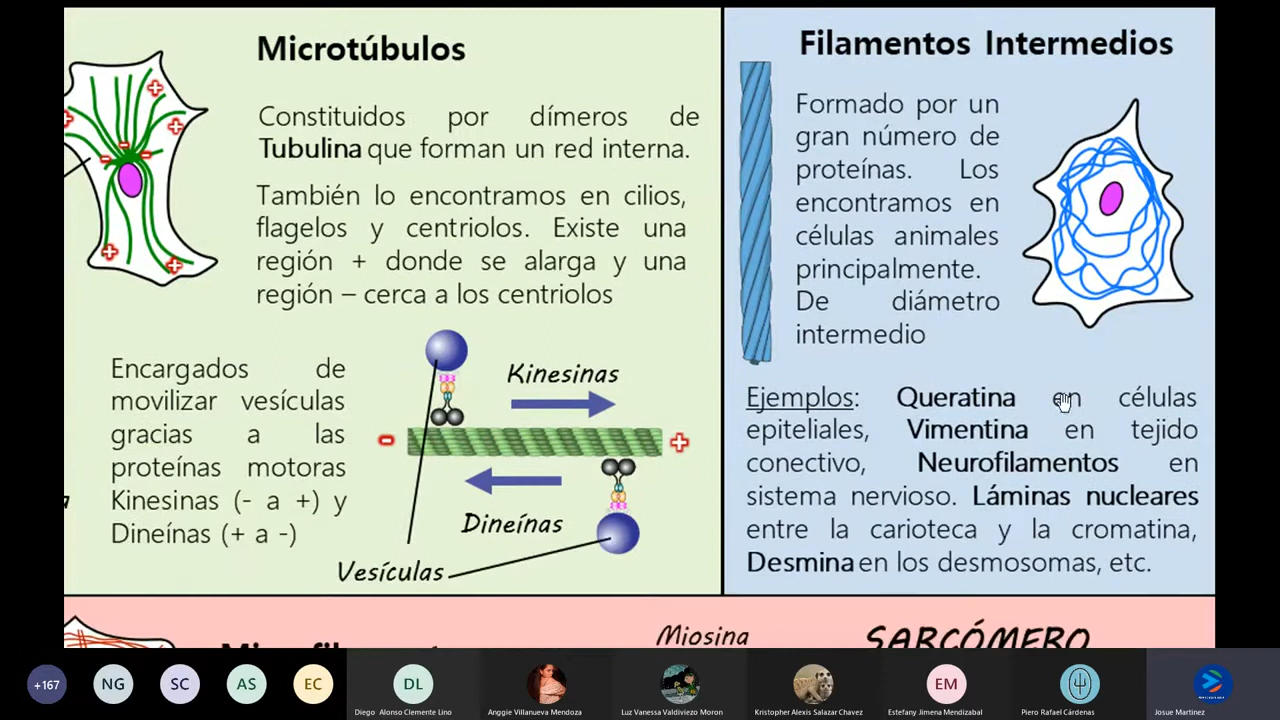 Microtúbulos
Constituidos por dímeros de
Tubulina que forman un red interna.
También lo encontramos en cilios,
flagelos y centriolos. Existe una
región + donde se alarga y una
región – cerca a los centriolos
Encargados de
movilizar vesículas
gracias a las
proteínas motoras
Kinesinas (- a +) y
Dineínas (+ a -)
Kinesinas
Dineínas
Vesículas
Filamentos Intermedios
Formado por un
gran número de
proteínas. Los
encontramos en
células animales
principalmente.
De diámetro
intermedio
Ejemplos: Queratina en células
epiteliales, Vimentina en tejido
conectivo, Neurofilamentos en
sistema nervioso. Láminas nucleares
entre la carioteca y la cromatina,
Desmina en los desmosomas, etc.
Miosina
SARCÓMERO
+167
NG
SC
AS
EC
DL
EM
Diego Alonso Clemente Lino
Anggie Villanueva Mendoza
Luz Vanessa Valdiviezo Moron
Kristopher Alexis Salazar Chavez
Estefany Jimena Mendizabal
Piero Rafael Cárdenas
Josue Martinez